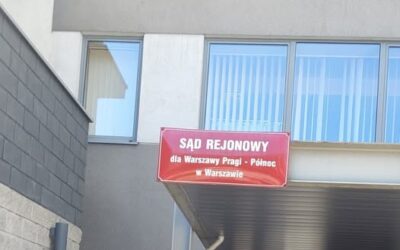 SĄD REJONOWY
dla Warszawy Pragi - Północ
w Warszawie